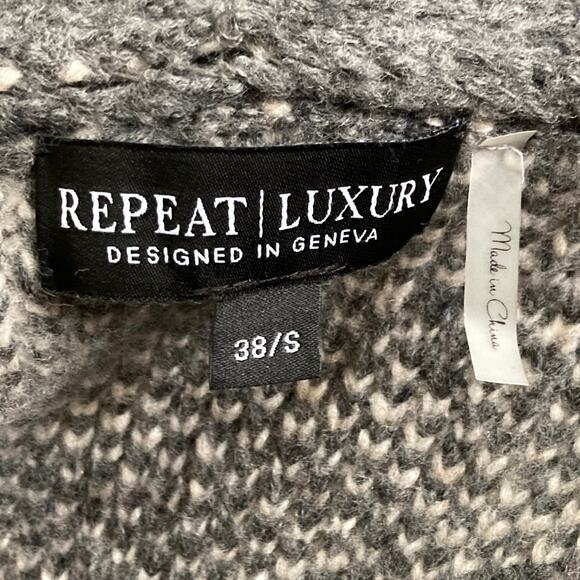 REPEAT | LUXURY
DESIGNED IN GENEVA
38/S
Made in China